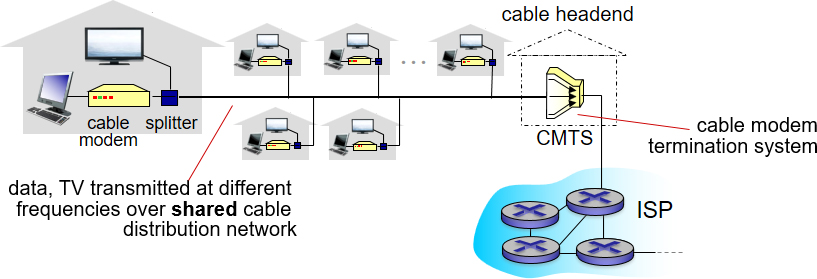 cable headend
cable
modem
splitter
CMTS
cable modem
termination system
data, TV transmitted at different
frequencies over shared cable
distribution network
ISP